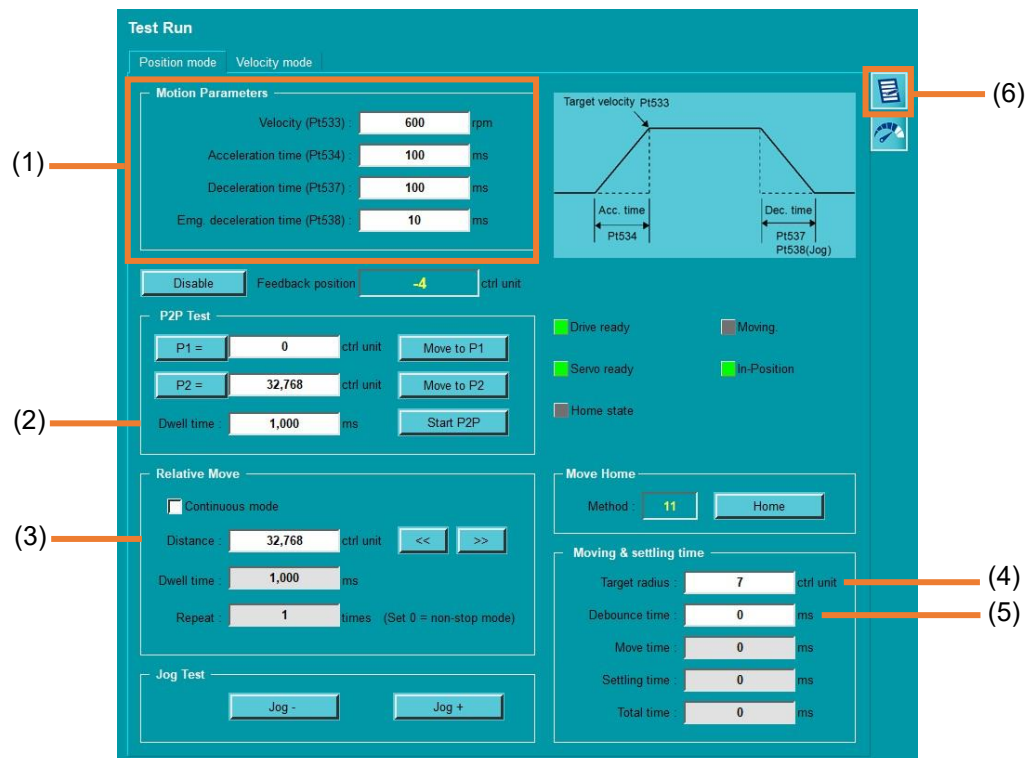 Test Run
Position mode Velocity mode
(6)
Motion Parameters
Velocity (Pt533) : 600 rpm
Acceleration time (Pt534) : 100 ms
Deceleration time (Pt537) : 100 ms
Emg. deceleration time (Pt538) : 10 ms
(1)
Target velocity Pt533
Acc. time
Pt534
Dec. time
Pt537
Pt538(Jog)
Disable Feedback position -4 ctrl unit
P2P Test
P1 = 0 ctrl unit Move to P1
P2 = 32,768 ctrl unit Move to P2
(2)
Dwell time : 1,000 ms Start P2P
Drive ready Moving.
Servo ready In-Position
Home state
Relative Move
Continuous mode
(3)
Distance : 32,768 ctrl unit << >>
Dwell time : 1,000 ms
Repeat : 1 times (Set 0 = non-stop mode)
Move Home
Method : 11 Home
Moving & settling time
Target radius : 7 ctrl unit
(4)
Debounce time : 0 ms
(5)
Move time : 0 ms
Settling time : 0 ms
Total time : 0 ms
Jog Test
Jog - Jog +